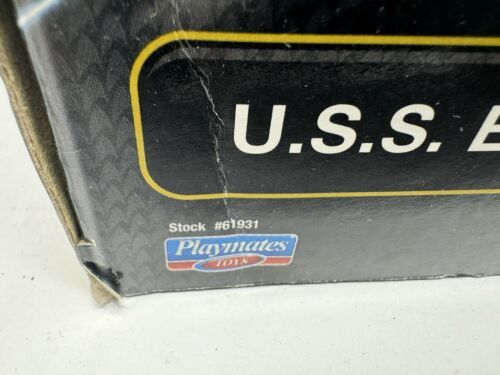 U.S.S. E
Stock #61931
Playmates
TOYS